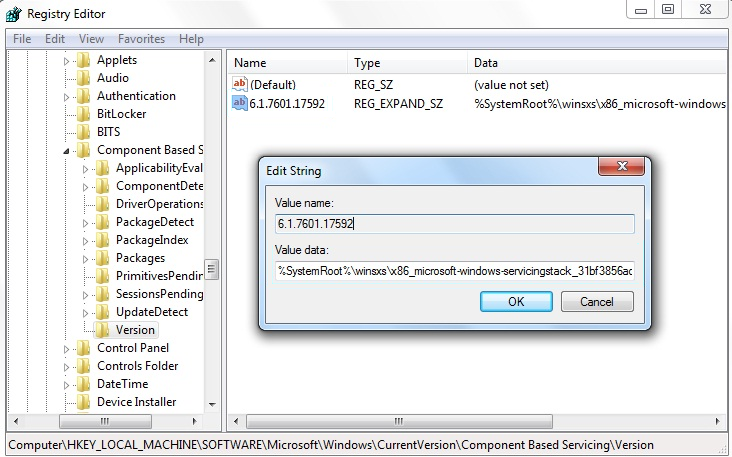 Registry Editor
File Edit View Favorites Help
Applets
Audio
Authentication
BitLocker
BITS
Component Based S
ApplicabilityEval
ComponentDete
DriverOperations
PackageDetect
PackageIndex
Packages
PrimitivesPendin
SessionsPending
UpdateDetect
Version
Control Panel
Controls Folder
DateTime
Device Installer
Name Type Data
ab (Default) REG_SZ (value not set)
ab 6.1.7601.17592 REG_EXPAND_SZ %SystemRoot%\winsxs\x86_microsoft-windows
Edit String
Value name:
6.1.7601.17592
Value data:
%SystemRoot%\winsxs\x86_microsoft-windows-servicingstack_31bf3856ac
OK Cancel
Computer\HKEY_LOCAL_MACHINE\SOFTWARE\Microsoft\Windows\CurrentVersion\Component Based Servicing\Version